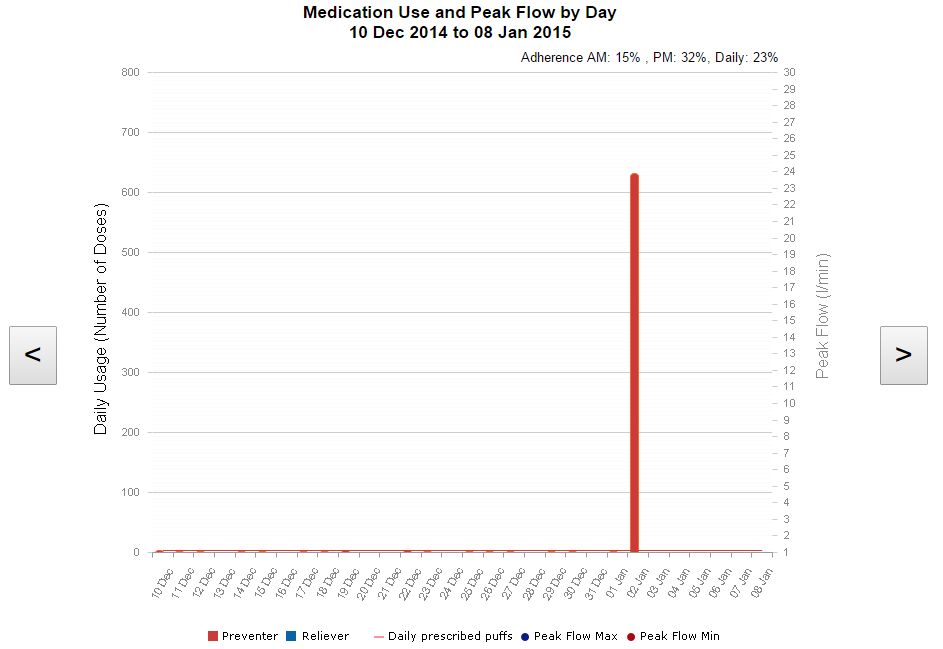 Medication Use and Peak Flow by Day
10 Dec 2014 to 08 Jan 2015
Adherence AM: 15% , PM: 32%, Daily: 23%
800
700
600
500
400
300
200
100
0
Daily Usage (Number of Doses)
30
29
28
27
26
25
24
23
22
21
20
19
18
17
16
15
14
13
12
11
10
9
8
7
6
5
4
3
2
1
Peak Flow (l/min)
<
>
10 Dec
11 Dec
12 Dec
13 Dec
14 Dec
15 Dec
16 Dec
17 Dec
18 Dec
19 Dec
20 Dec
21 Dec
22 Dec
23 Dec
24 Dec
25 Dec
26 Dec
27 Dec
28 Dec
29 Dec
30 Dec
31 Dec
01 Jan
02 Jan
03 Jan
04 Jan
05 Jan
06 Jan
07 Jan
08 Jan
Preventer Reliever Daily prescribed puffs Peak Flow Max Peak Flow Min